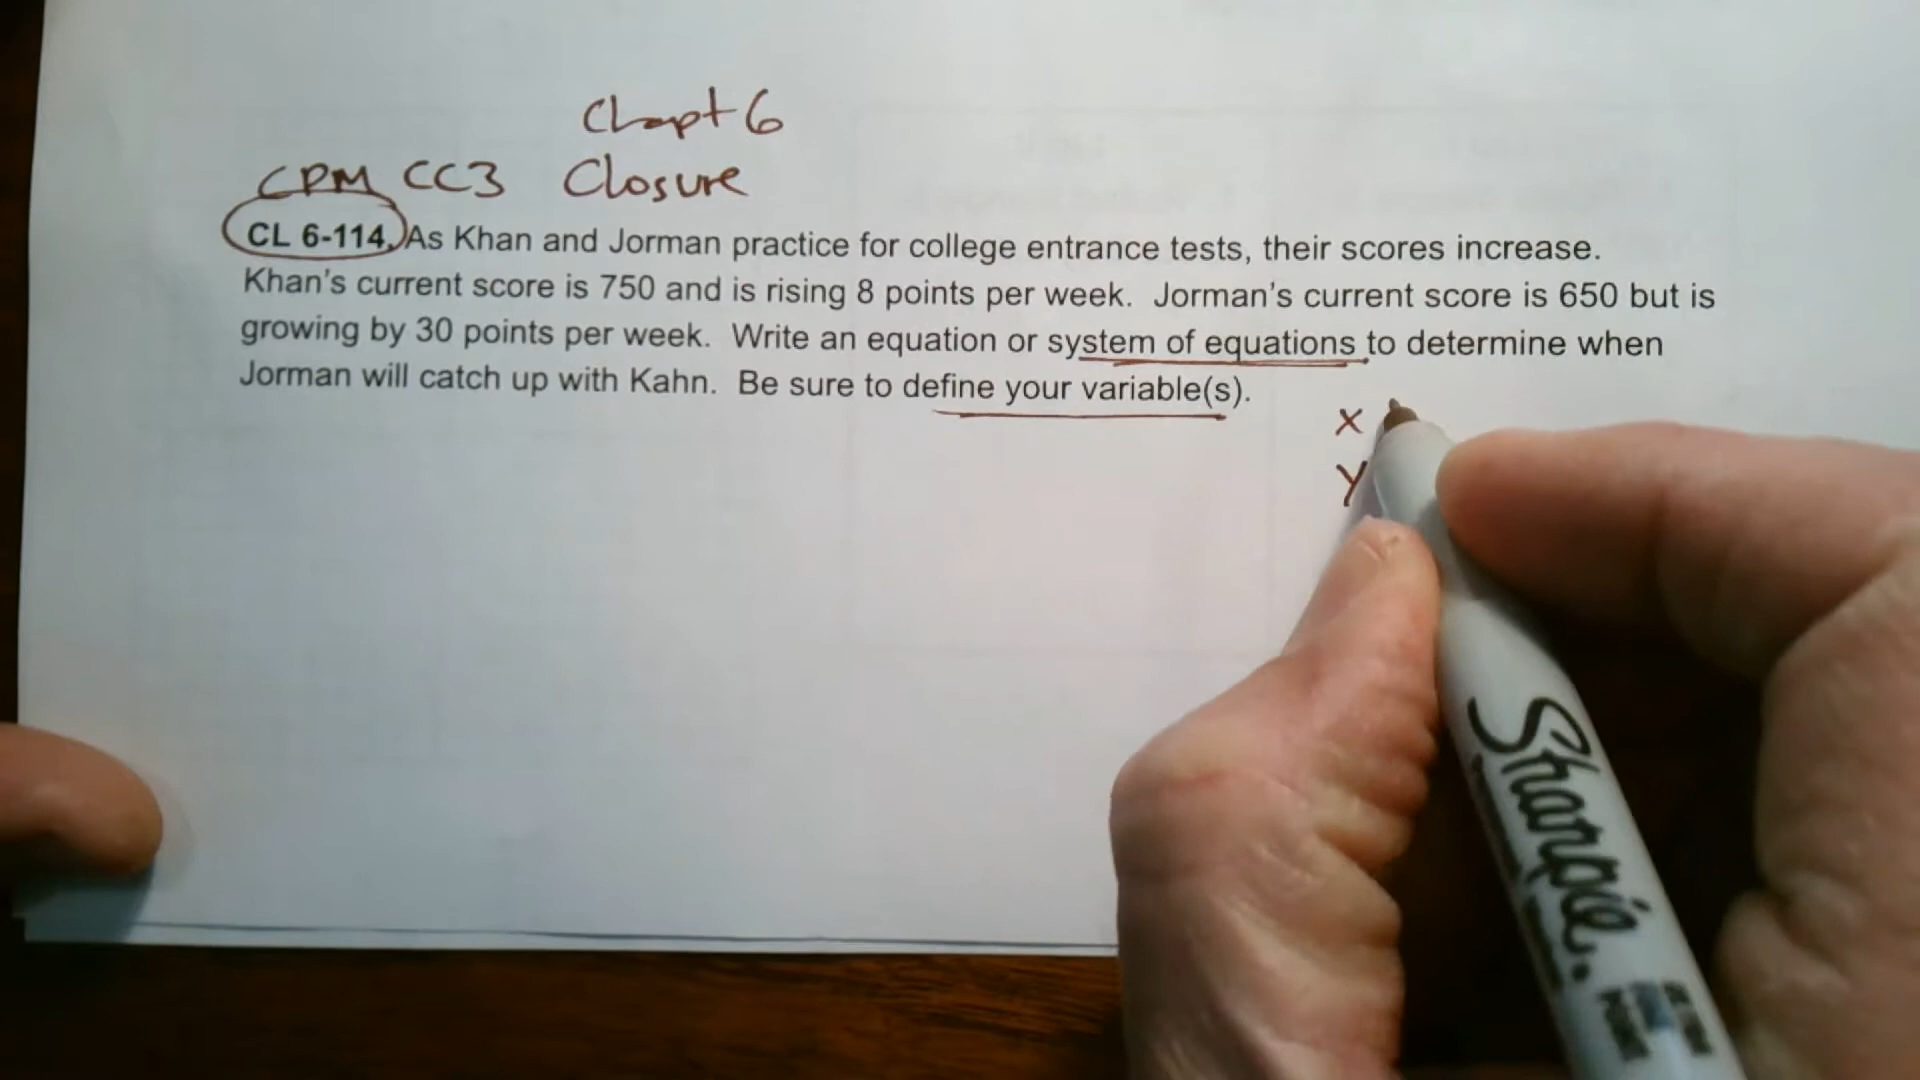 Chapt 6
CPM CC3 Closure
CL 6-114. As Khan and Jorman practice for college entrance tests, their scores increase.
Khan's current score is 750 and is rising 8 points per week. Jorman's current score is 650 but is
growing by 30 points per week. Write an equation or system of equations to determine when
Jorman will catch up with Kahn. Be sure to define your variable(s).
x
y
Sharpie.